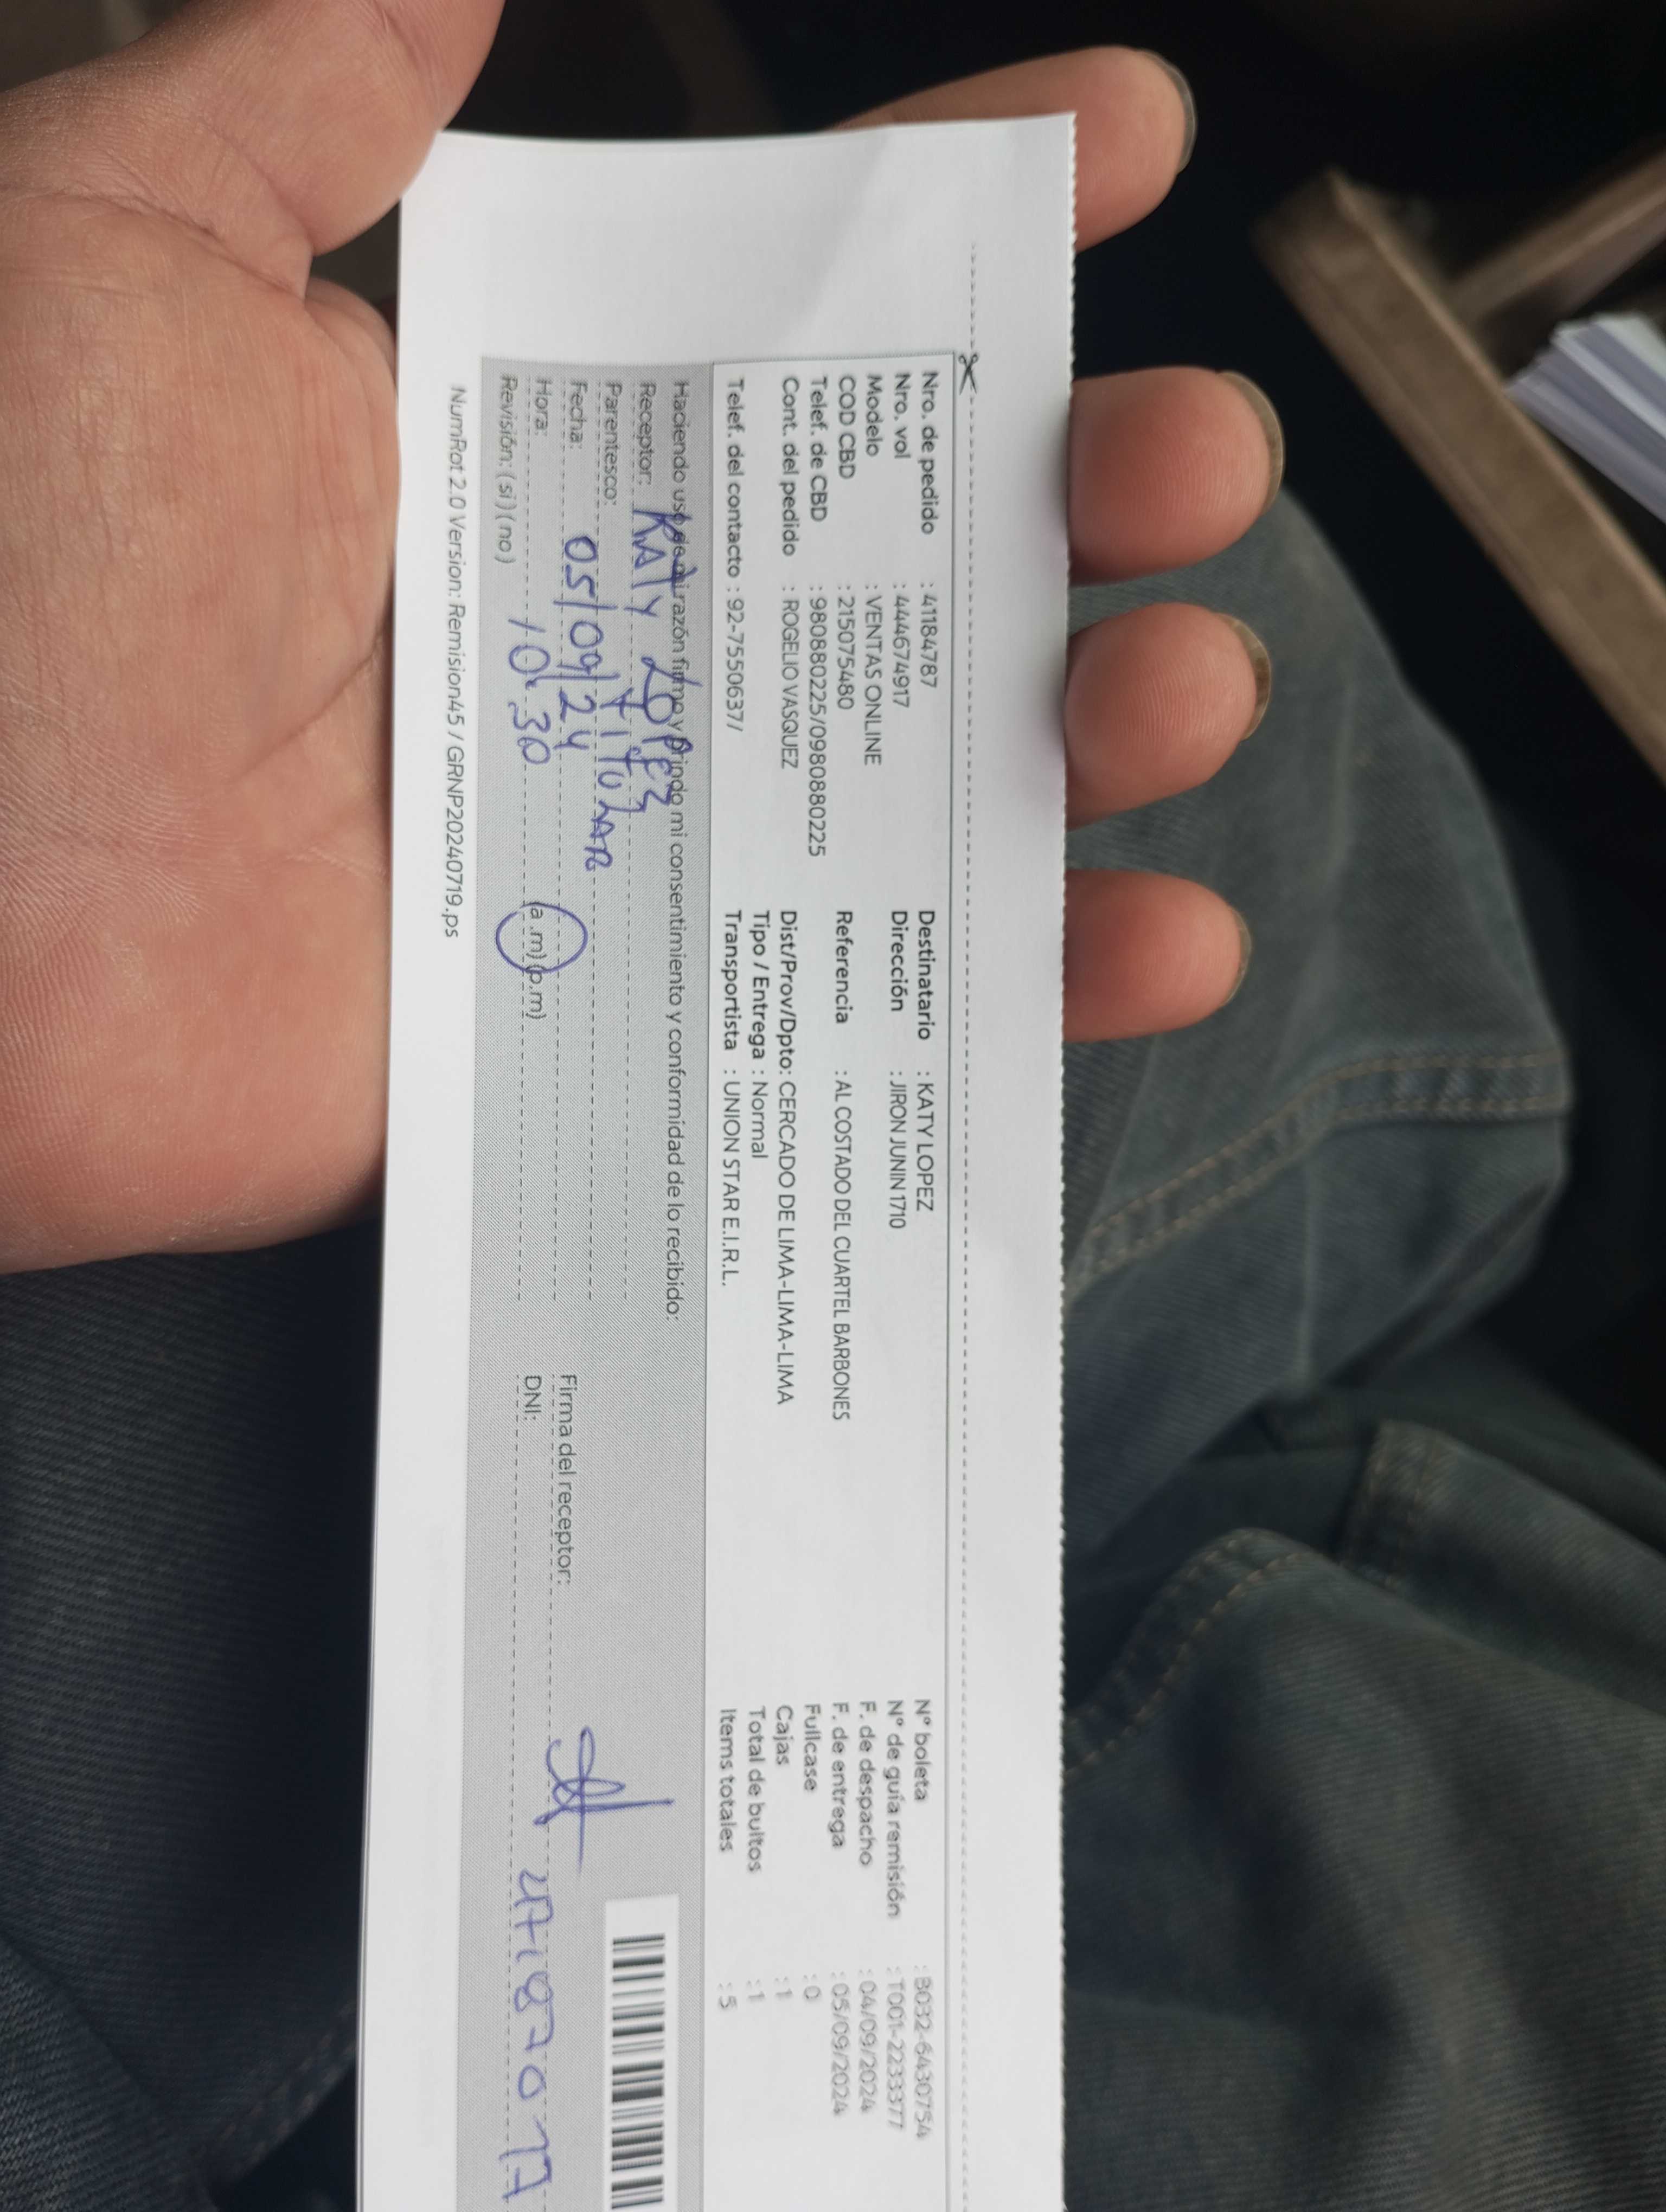 Nro. de pedido : 41184787
Nro. vol : 444674917
Modelo : VENTAS ONLINE
COD CBD : 215075480
Telef. de CBD : 980880225/0980880225
Cont. del pedido : ROGELIO VASQUEZ
Telef. del contacto : 92-7550637/
Destinatario : KATY LOPEZ
Dirección : JIRON JUNIN 1710
Referencia : AL COSTADO DEL CUARTEL BARBONES
Dist/Prov/Dpto: CERCADO DE LIMA-LIMA-LIMA
Tipo / Entrega : Normal
Transportista : UNION STAR E.I.R.L.
N° boleta : B032-6430754
N° de guía remisión : T001-2233377
F. de despacho : 04/09/2024
F. de entrega : 05/09/2024
Fullcase : 0
Cajas : 1
Total de bultos : 1
Items totales : 5
Haciendo uso de mi razón firmo y brindo mi consentimiento y conformidad de lo recibido:
Receptor: KATY LOPEZ
Parentesco: TITULAR
Fecha: 05/09/24
Hora: 10:30 (a.m) (p.m)
Revisión: (si) (no)
Firma del receptor:
DNI:
NumRot 2.0 Version: Remision45 / GRNP20240719.ps